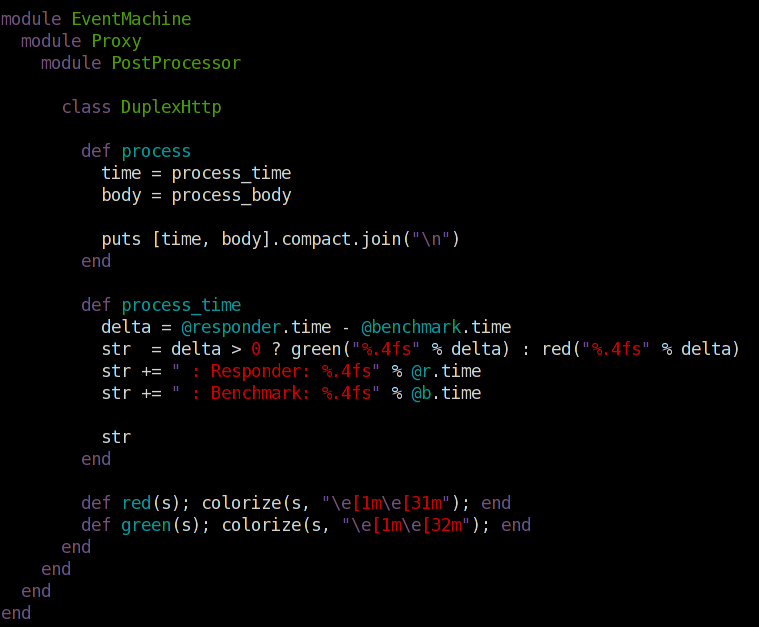 module EventMachine
  module Proxy
    module PostProcessor

      class DuplexHttp

        def process
          time = process_time
          body = process_body

          puts [time, body].compact.join("\n")
        end

        def process_time
          delta = @responder.time - @benchmark.time
          str  = delta > 0 ? green("%.4fs" % delta) : red("%.4fs" % delta)
          str += " : Responder: %.4fs" % @r.time
          str += " : Benchmark: %.4fs" % @b.time

          str
        end

        def red(s); colorize(s, "\e[1m\e[31m"); end
        def green(s); colorize(s, "\e[1m\e[32m"); end
      end
    end
  end
end